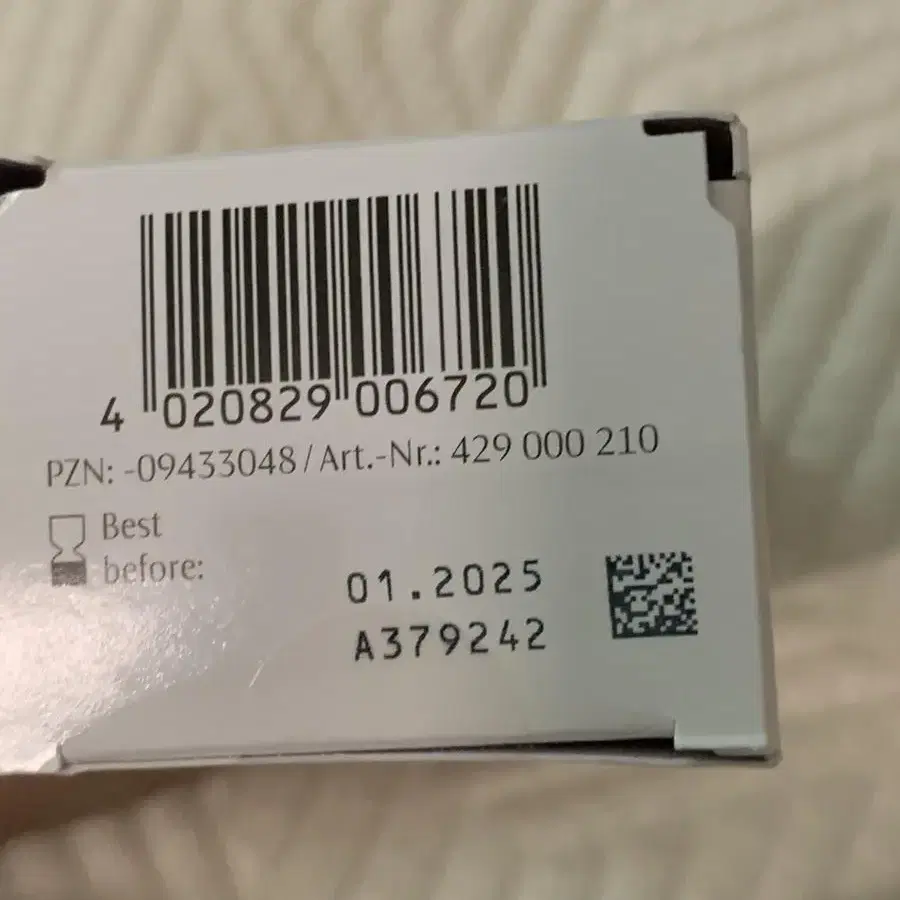 4 020829 006720
PZN: -09433048 / Art.-Nr.: 429 000 210
Best
before:
01.2025
A379242